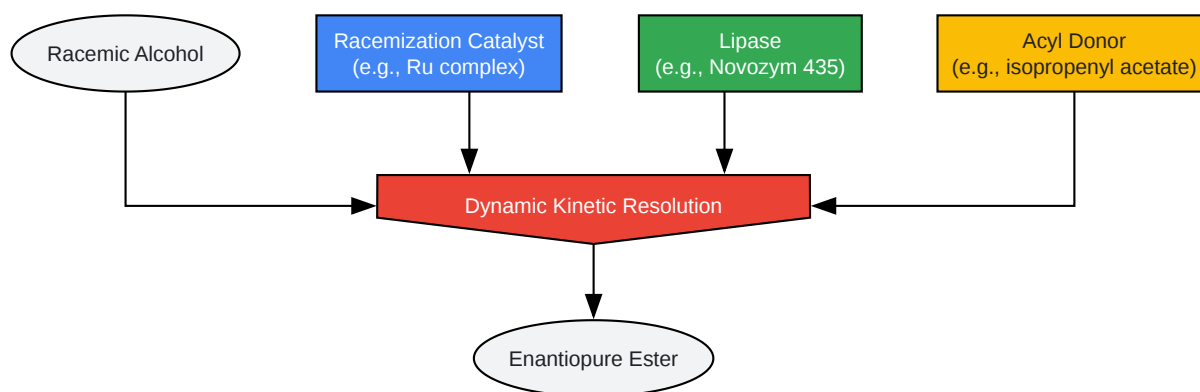 Racemic Alcohol
Racemization Catalyst
(e.g., Ru complex)
Lipase
(e.g., Novozym 435)
Acyl Donor
(e.g., isopropenyl acetate)
Dynamic Kinetic Resolution
Enantiopure Ester